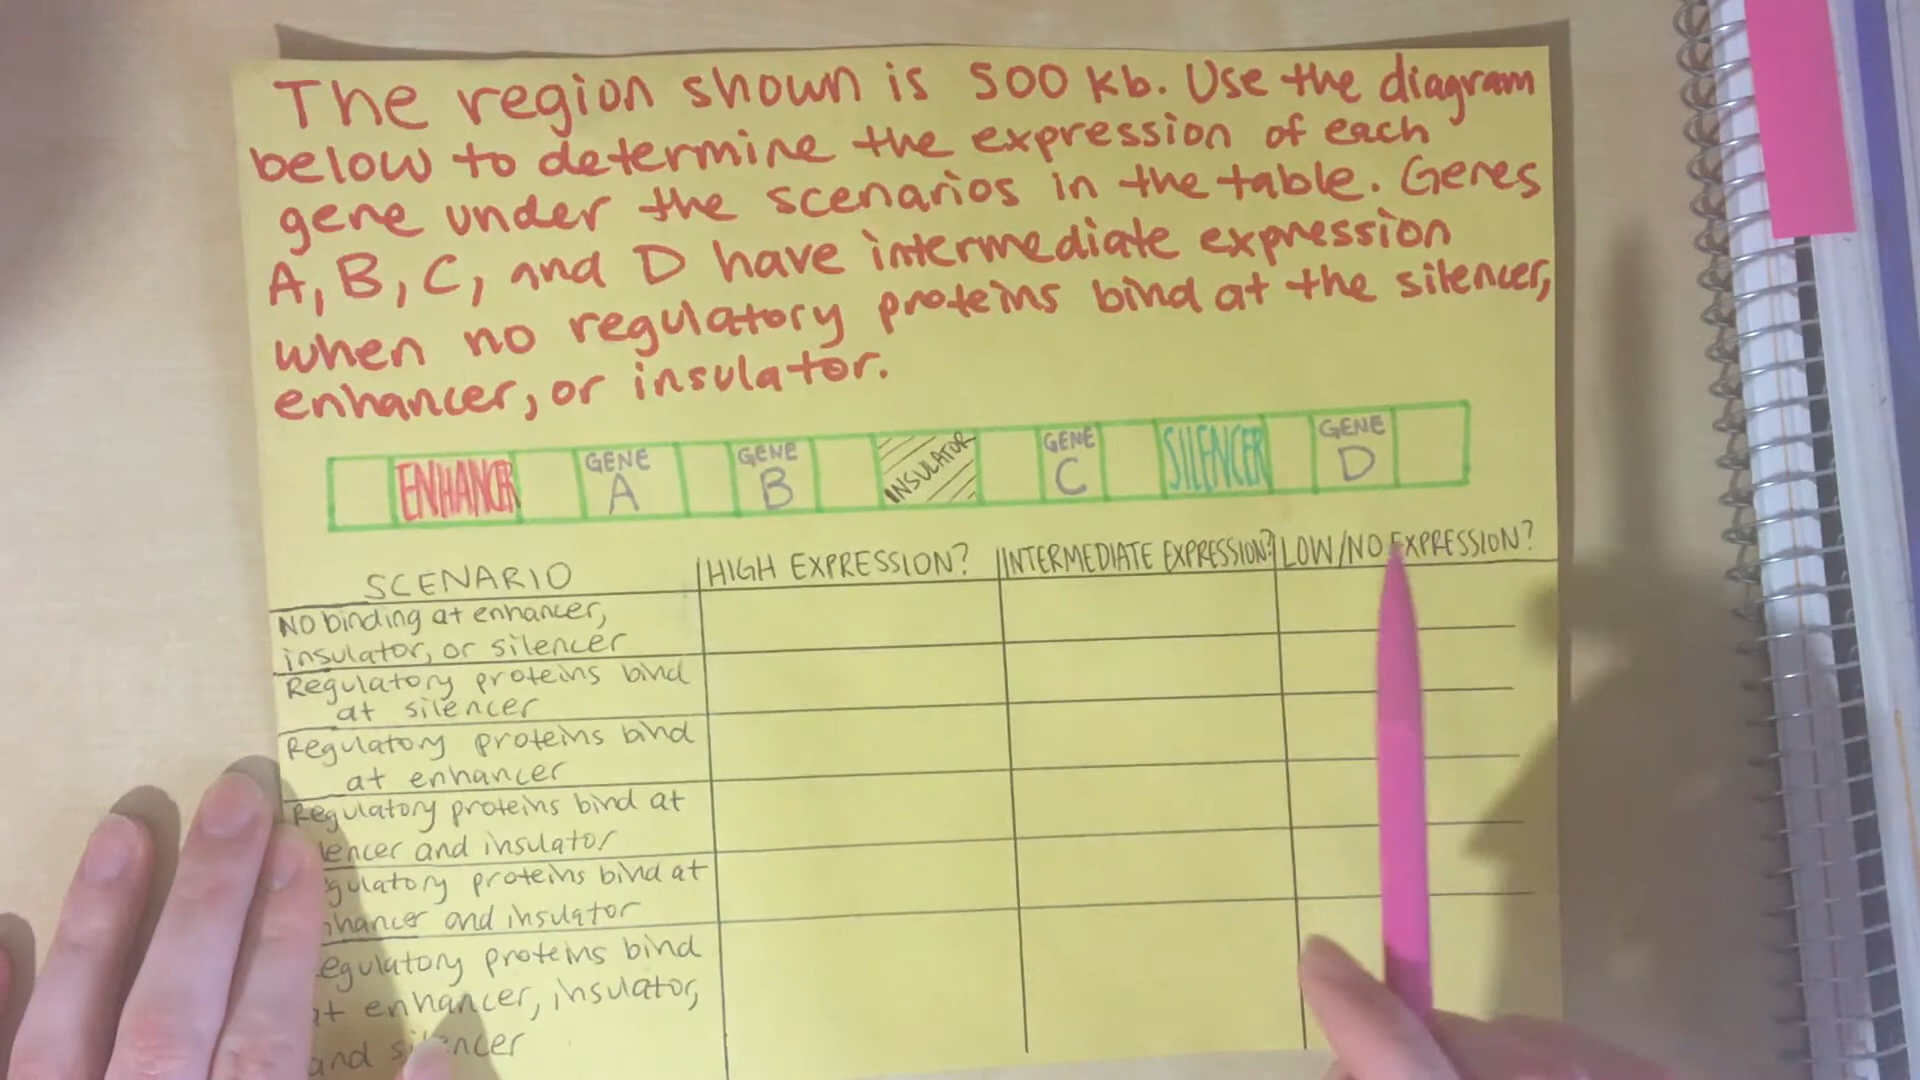 The region shown is 500 kb. Use the diagram
below to determine the expression of each
gene under the scenarios in the table. Genes
A, B, C, and D have intermediate expression
when no regulatory proteins bind at the silencer,
enhancer, or insulator.
ENHANCER GENE A GENE B INSULATOR GENE C SILENCER GENE D
SCENARIO HIGH EXPRESSION? INTERMEDIATE EXPRESSION? LOW/NO EXPRESSION?
NO binding at enhancer,
insulator, or silencer
Regulatory proteins bind
at silencer
Regulatory proteins bind
at enhancer
Regulatory proteins bind at
lencer and insulator
gulatory proteins bind at
hancer and insulator
egulatory proteins bind
at enhancer, insulator,
and silencer